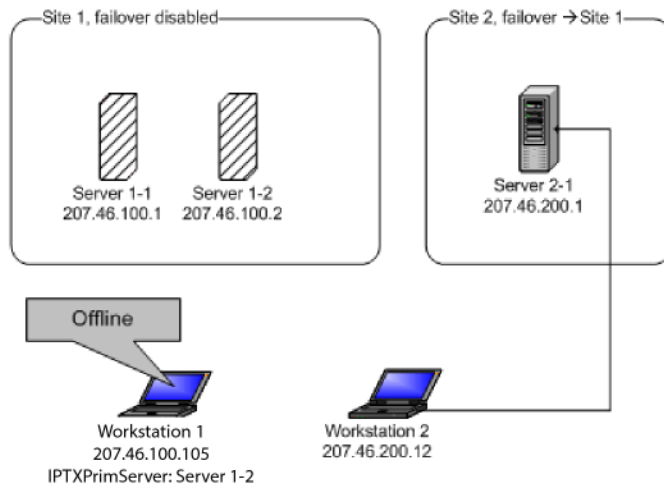 Site 1, failover disabled
Site 2, failover → Site 1
Server 1-1
207.46.100.1
Server 1-2
207.46.100.2
Server 2-1
207.46.200.1
Offline
Workstation 1
207.46.100.105
IPTXPrimServer: Server 1-2
Workstation 2
207.46.200.12